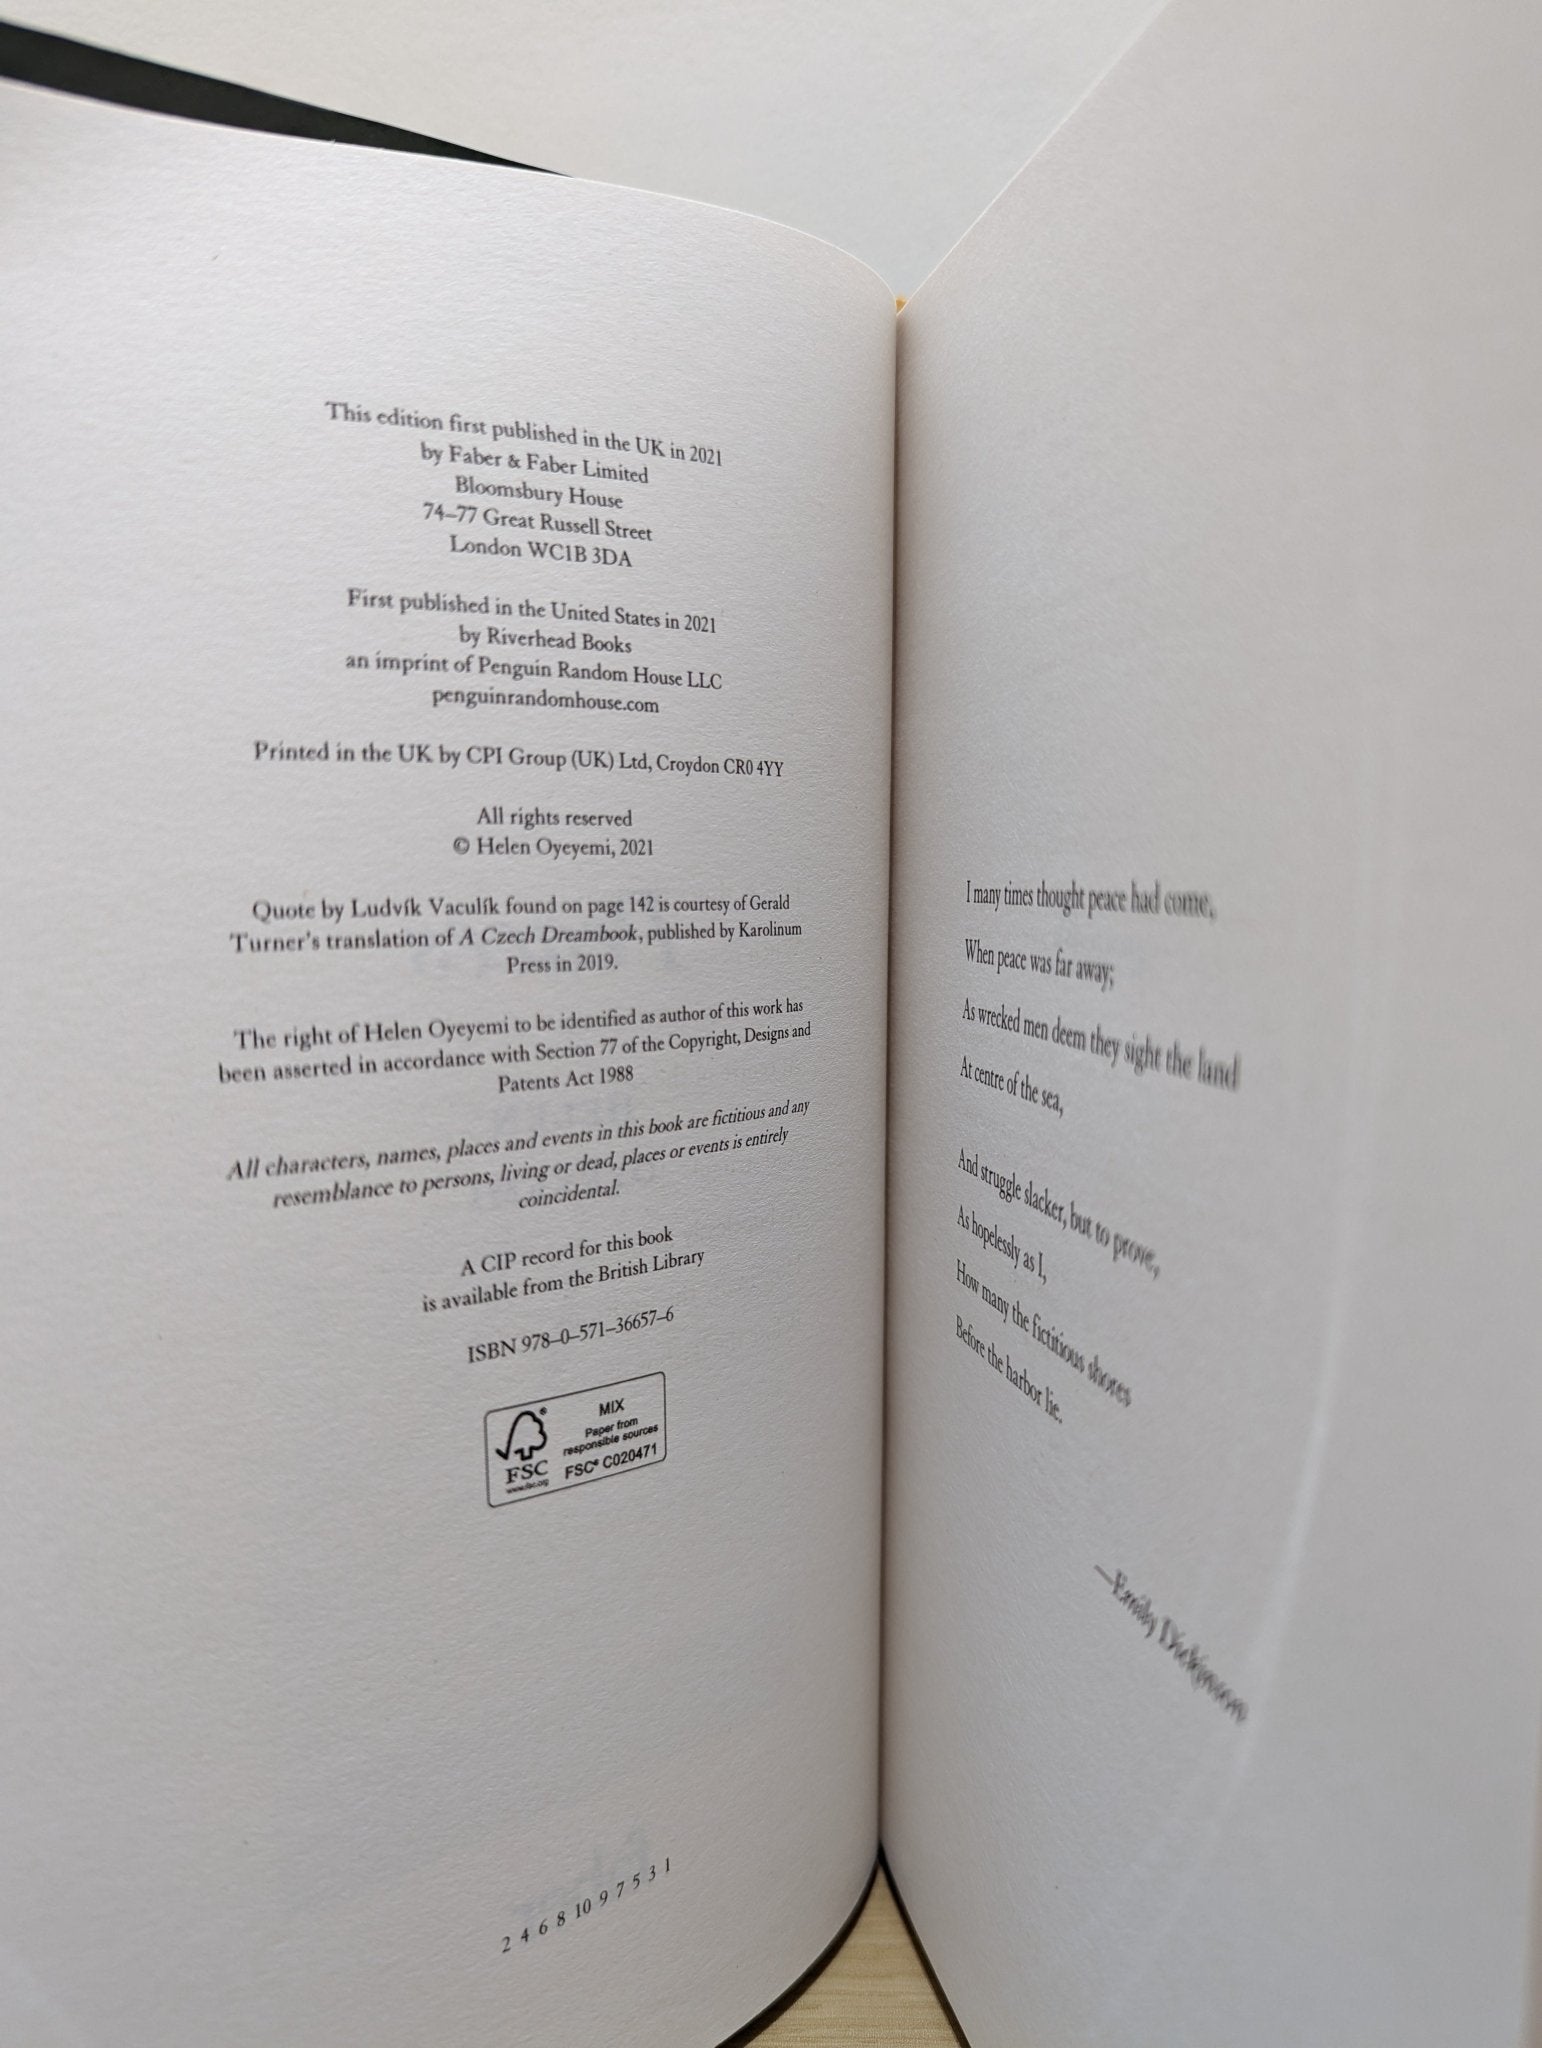 This edition first published in the UK in 2021
by Faber & Faber Limited
Bloomsbury House
74–77 Great Russell Street
London WC1B 3DA
First published in the United States in 2021
by Riverhead Books
an imprint of Penguin Random House LLC
penguinrandomhouse.com
Printed in the UK by CPI Group (UK) Ltd, Croydon CR0 4YY
All rights reserved
© Helen Oyeyemi, 2021
Quote by Ludvík Vaculík found on page 142 is courtesy of Gerald
Turner's translation of A Czech Dreambook, published by Karolinum
Press in 2019.
The right of Helen Oyeyemi to be identified as author of this work has
been asserted in accordance with Section 77 of the Copyright, Designs and
Patents Act 1988
All characters, names, places and events in this book are fictitious and any
resemblance to persons, living or dead, places or events is entirely
coincidental.
A CIP record for this book
is available from the British Library
ISBN 978–0–571–36657–6
FSC
www.fsc.org
MIX
Paper from
responsible sources
FSC® C020471
2 4 6 8 10 9 7 5 3 1
I many times thought peace had come,
When peace was far away;
As wrecked men deem they sight the land
At centre of the sea,
And struggle slacker, but to prove,
As hopelessly as I,
How many the fictitious shores
Before the harbor lie.
—Emily Dickinson